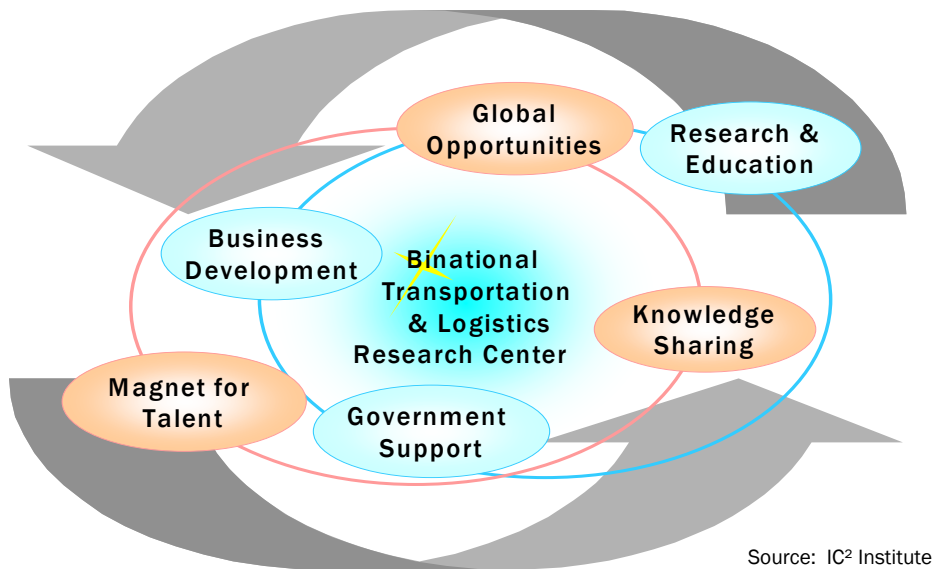 Global
Opportunities
Research &
Education
Business
Development
Binational
Transportation
& Logistics
Research Center
Knowledge
Sharing
Magnet for
Talent
Government
Support
Source: IC² Institute